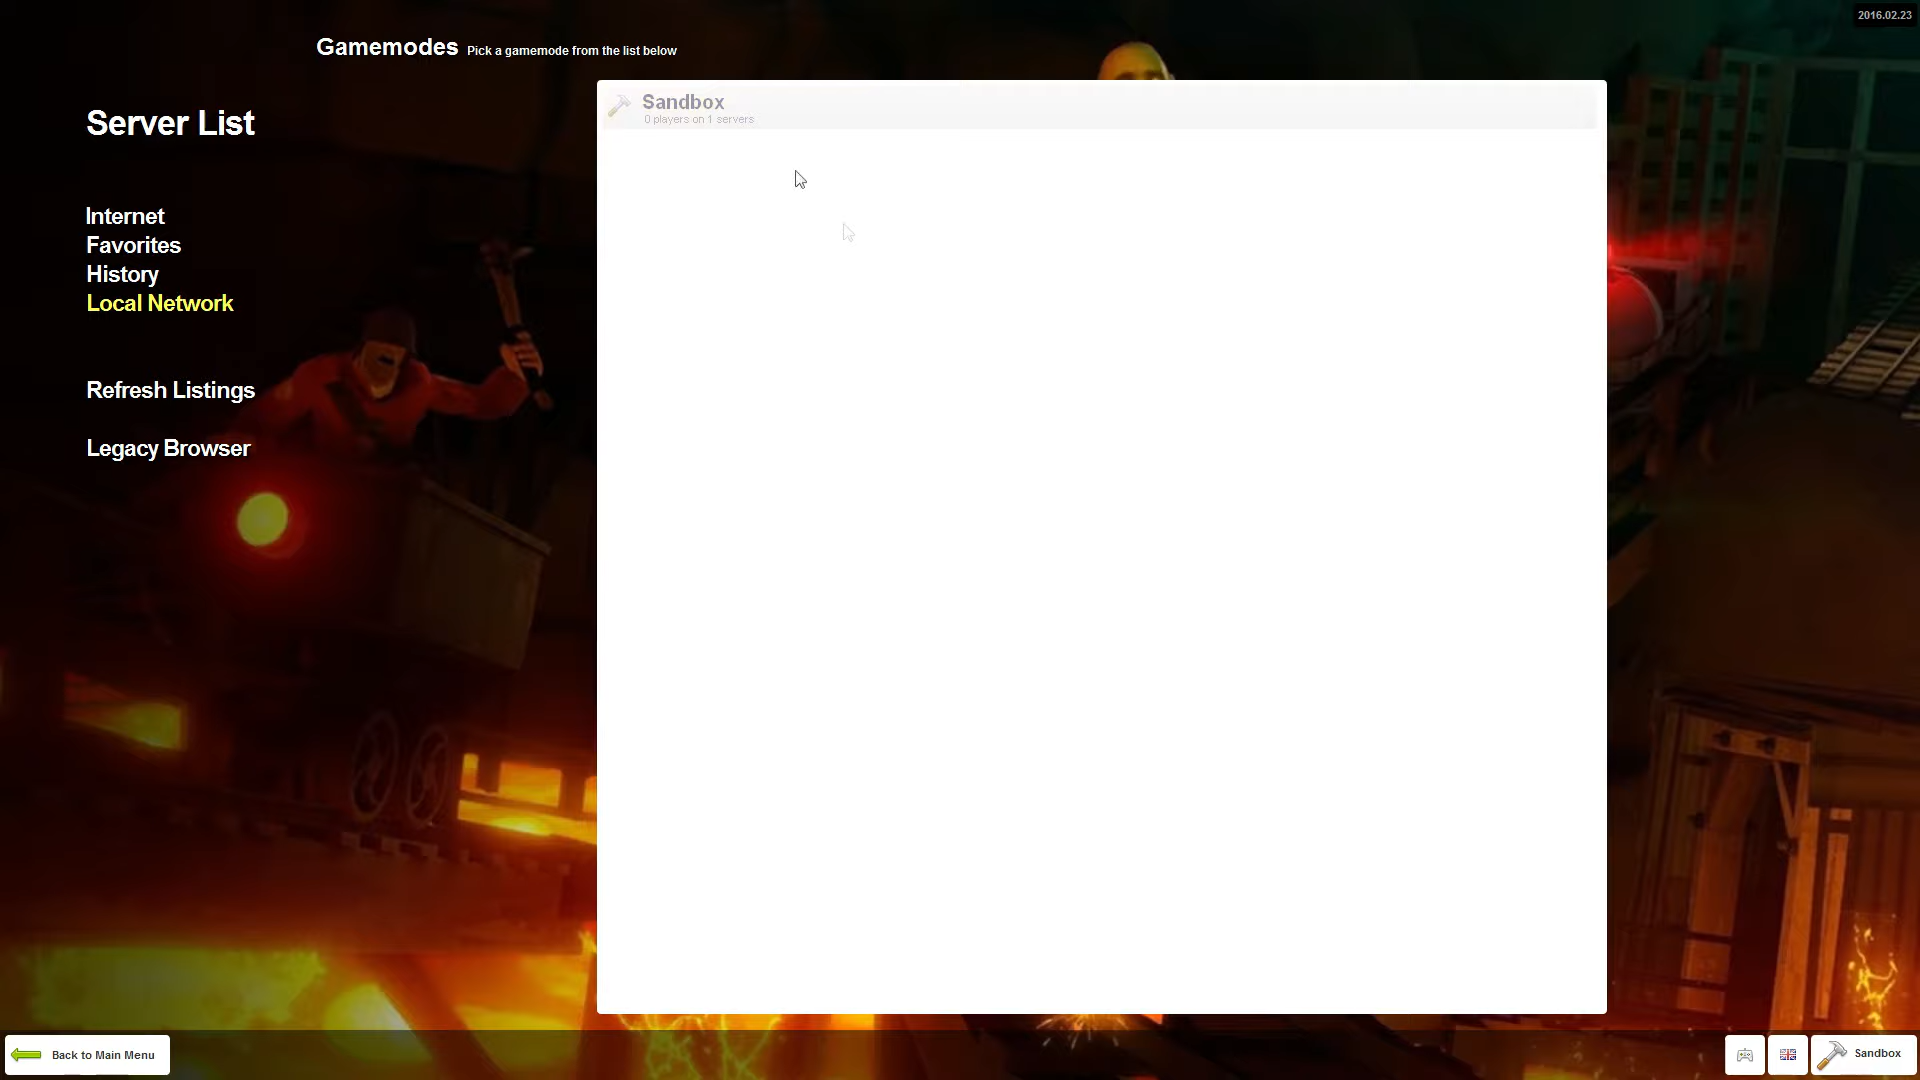 2016.02.23
Gamemodes Pick a gamemode from the list below
Sandbox
0 players on 1 servers
Server List
Internet
Favorites
History
Local Network
Refresh Listings
Legacy Browser
Back to Main Menu
Sandbox